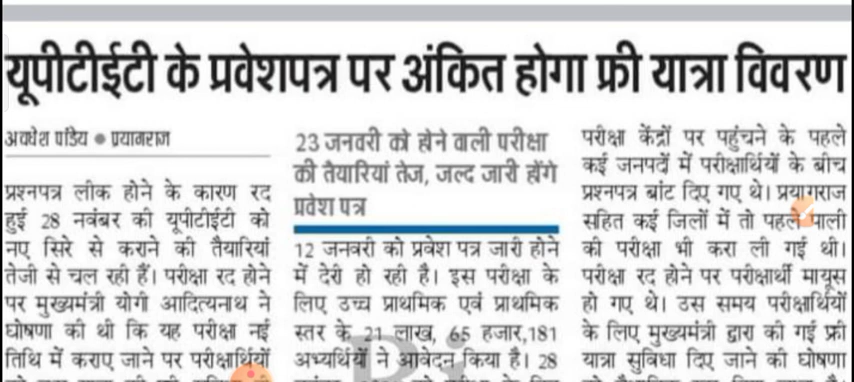 यूपीटीईटी के प्रवेशपत्र पर अंकित होगा फ्री यात्रा विवरण
अवधेश पांडेय ● प्रयागराज
प्रश्नपत्र लीक होने के कारण रद
हुई 28 नवंबर की यूपीटीईटी को
नए सिरे से कराने की तैयारियां
तेजी से चल रही हैं। परीक्षा रद होने
पर मुख्यमंत्री योगी आदित्यनाथ ने
घोषणा की थी कि यह परीक्षा नई
तिथि में कराए जाने पर परीक्षार्थियों
23 जनवरी को होने वाली परीक्षा
की तैयारियां तेज, जल्द जारी होंगे
प्रवेश पत्र
12 जनवरी को प्रवेश पत्र जारी होने
में देरी हो रही है। इस परीक्षा के
लिए उच्च प्राथमिक एवं प्राथमिक
स्तर के 21 लाख, 65 हजार,181
अभ्यर्थियों ने आवेदन किया है। 28
परीक्षा केंद्रों पर पहुंचने के पहले
कई जनपदों में परीक्षार्थियों के बीच
प्रश्नपत्र बांट दिए गए थे। प्रयागराज
सहित कई जिलों में तो पहले पाली
की परीक्षा भी करा ली गई थी।
परीक्षा रद होने पर परीक्षार्थी मायूस
हो गए थे। उस समय परीक्षार्थियों
के लिए मुख्यमंत्री द्वारा की गई फ्री
यात्रा सुविधा दिए जाने की घोषणा